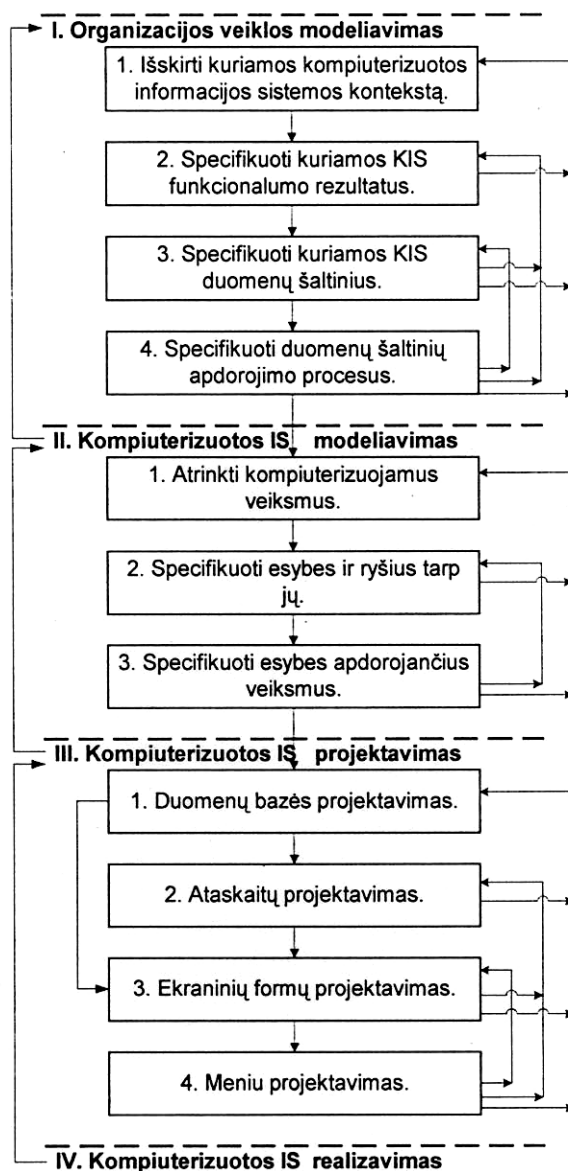 I. Organizacijos veiklos modeliavimas
1. Išskirti kuriamos kompiuterizuotos
informacijos sistemos kontekstą.
2. Specifikuoti kuriamos KIS
funkcionalumo rezultatus.
3. Specifikuoti kuriamos KIS
duomenų šaltinius.
4. Specifikuoti duomenų šaltinių
apdorojimo procesus.
II. Kompiuterizuotos IS modeliavimas
1. Atrinkti kompiuterizuojamus
veiksmus.
2. Specifikuoti esybes ir ryšius tarp
jų.
3. Specifikuoti esybes apdorojančius
veiksmus.
III. Kompiuterizuotos IS projektavimas
1. Duomenų bazės projektavimas.
2. Ataskaitų projektavimas.
3. Ekraninių formų projektavimas.
4. Meniu projektavimas.
IV. Kompiuterizuotos IS realizavimas